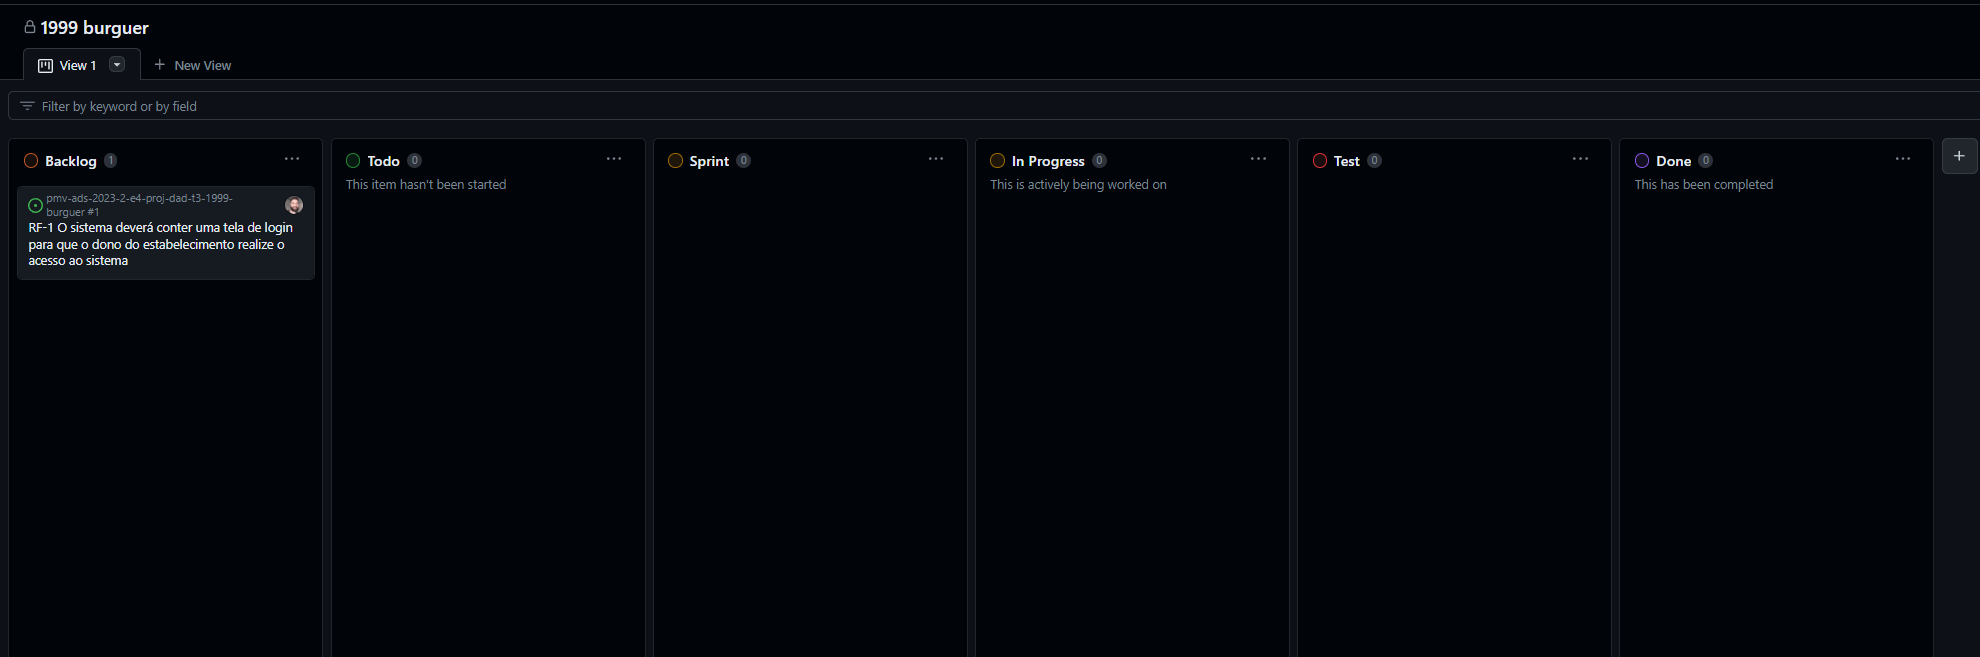 1999 burguer
View 1
New View
Filter by keyword or by field
Backlog 1
pmv-ads-2023-2-e4-proj-dad-t3-1999-
burguer #1
RF-1 O sistema deverá conter uma tela de login
para que o dono do estabelecimento realize o
acesso ao sistema
Todo 0
This item hasn't been started
Sprint 0
In Progress 0
This is actively being worked on
Test 0
Done 0
This has been completed